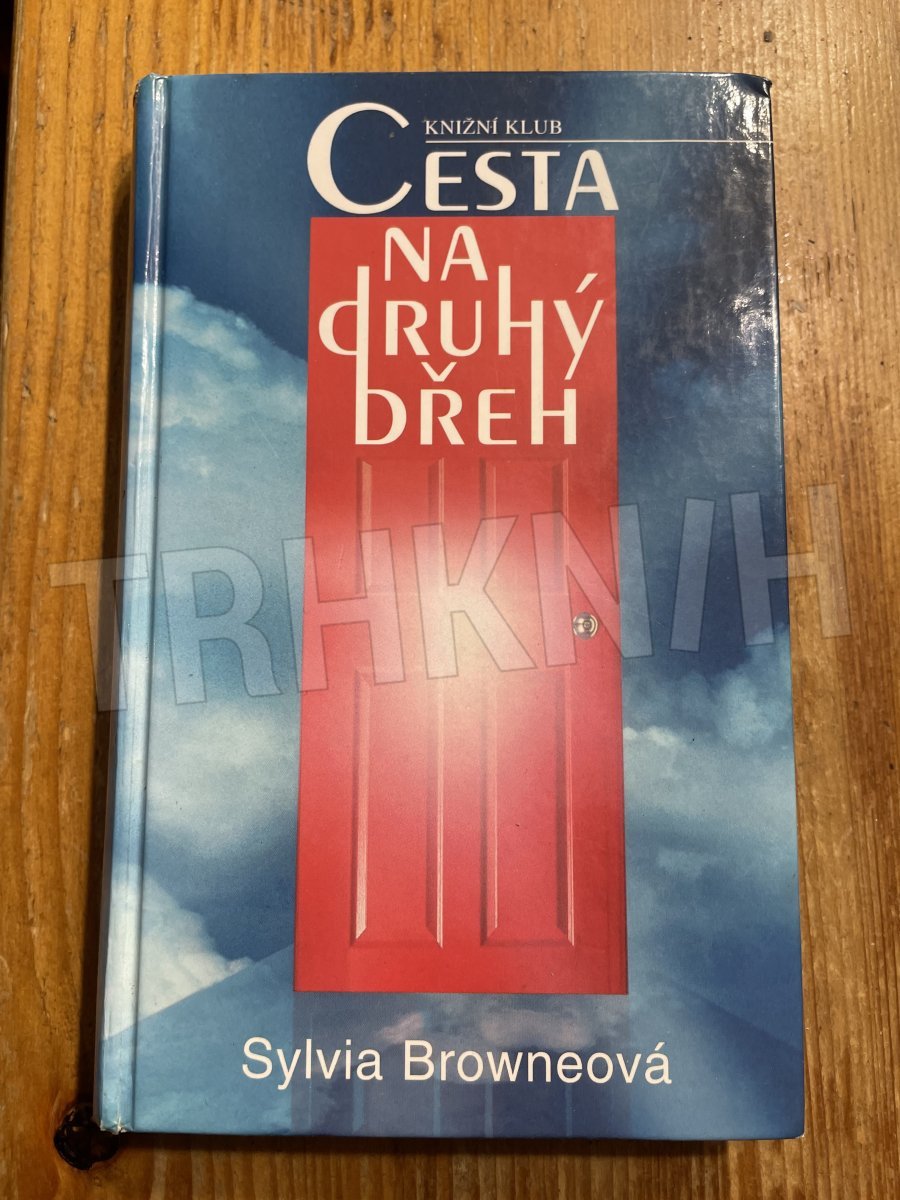 KNIŽNÍ KLUB
CESTA
NA
dRUHÝ
bŘEH
TRHKNIH
Sylvia Browneová